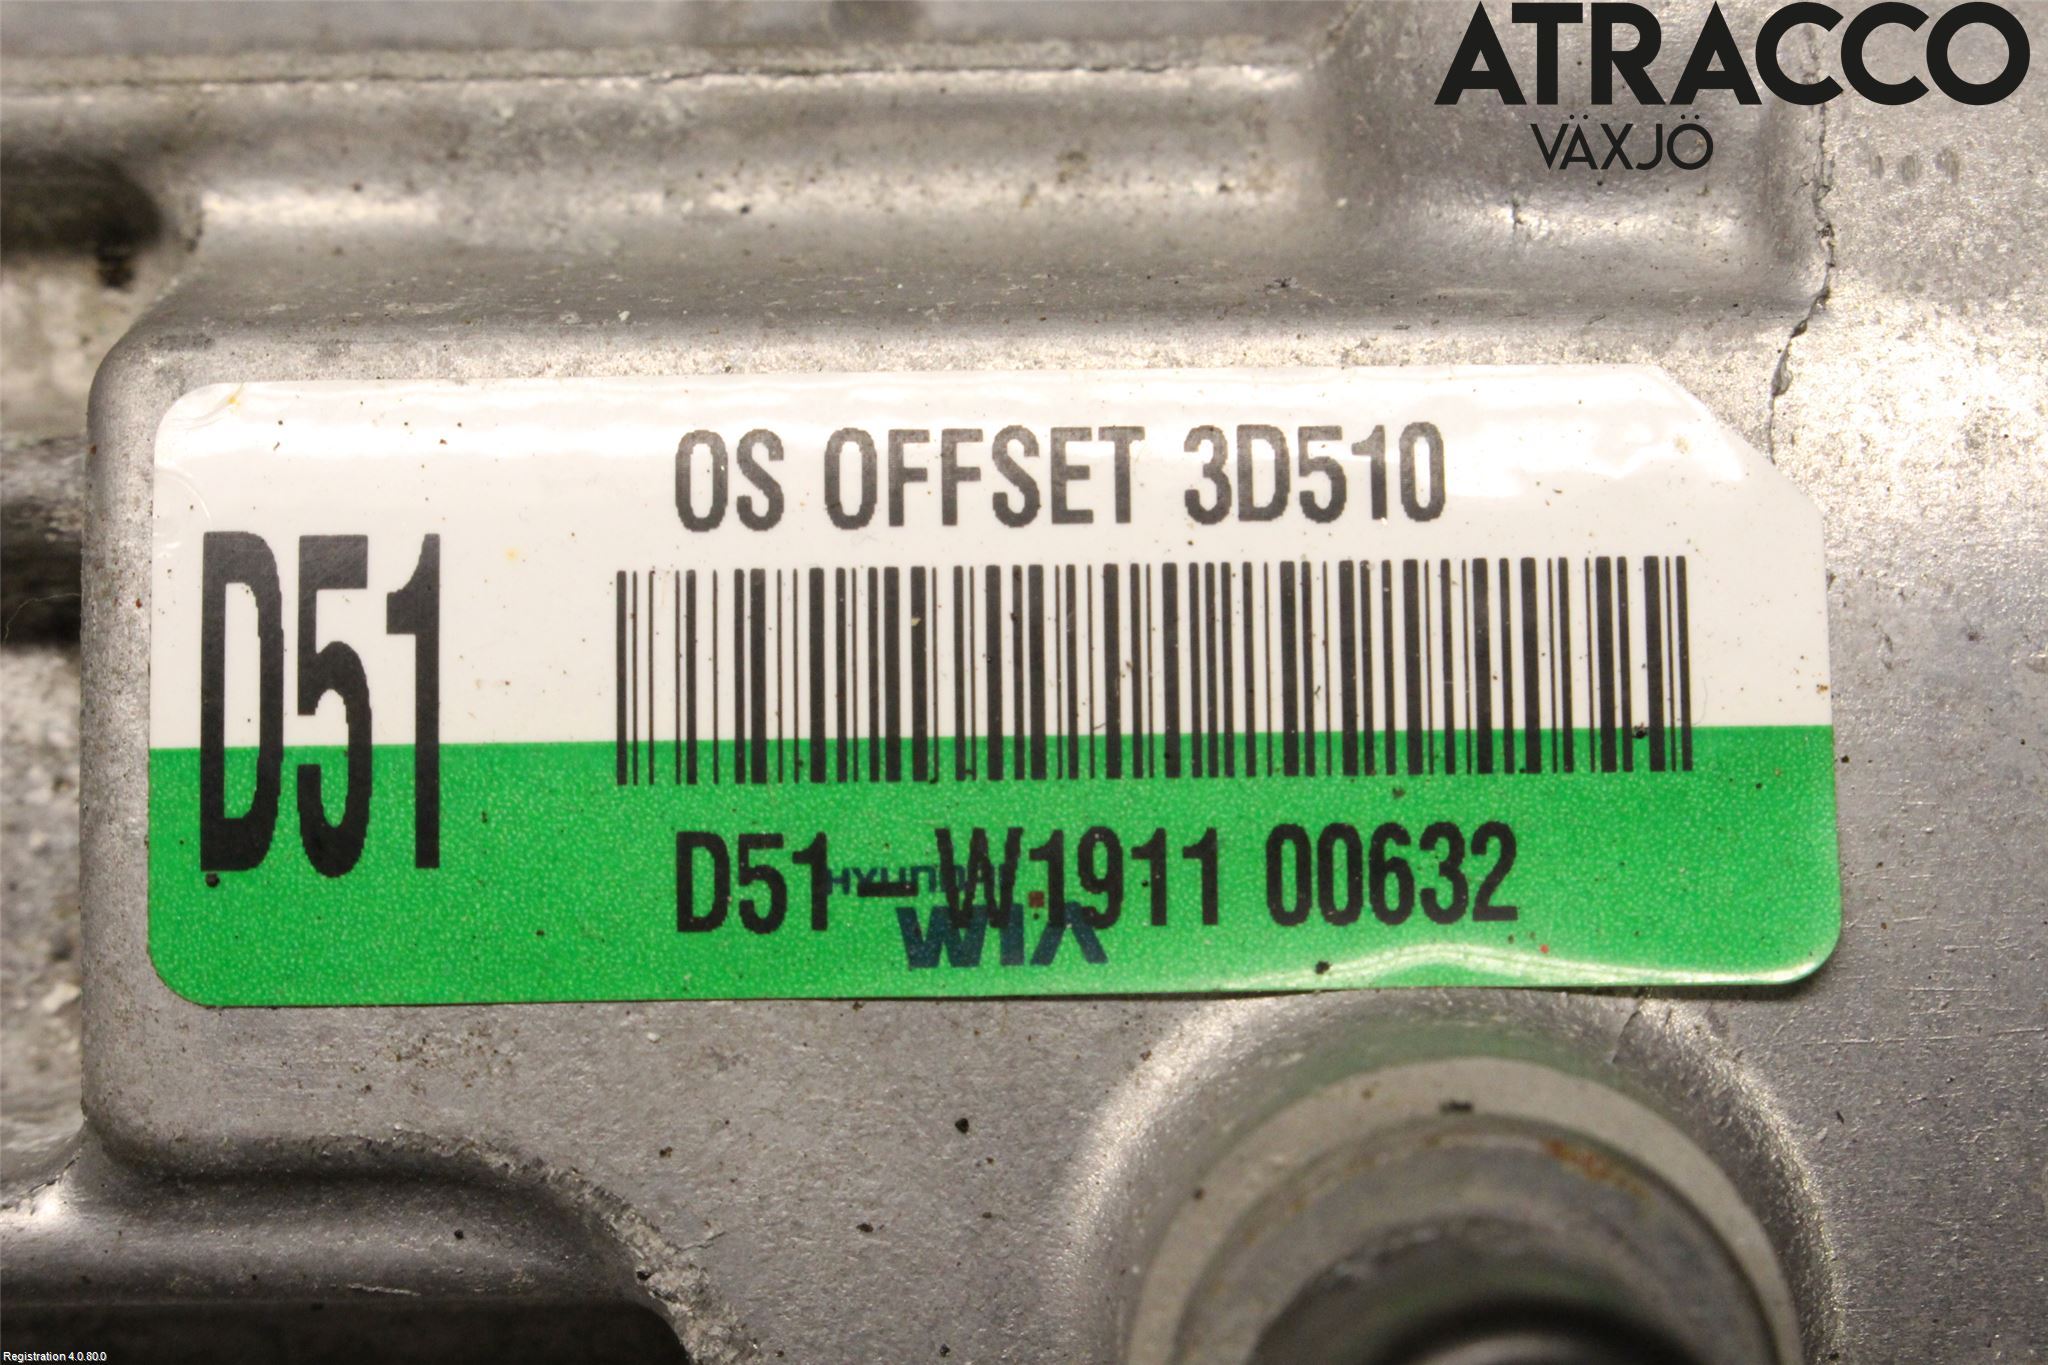 ATRACCO
VÄXJÖ
OS OFFSET 3D510
D51
D51-W1911 00632
HYUNDAI
WIA
Registration 4.0.80.0